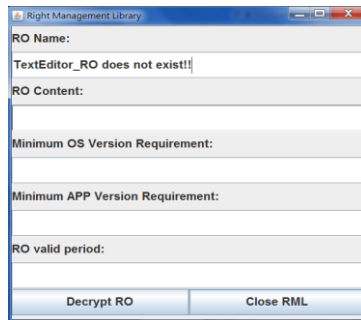 Right Management Library
RO Name:
TextEditor_RO does not exist!!
RO Content:
Minimum OS Version Requirement:
Minimum APP Version Requirement:
RO valid period:
Decrypt RO
Close RML